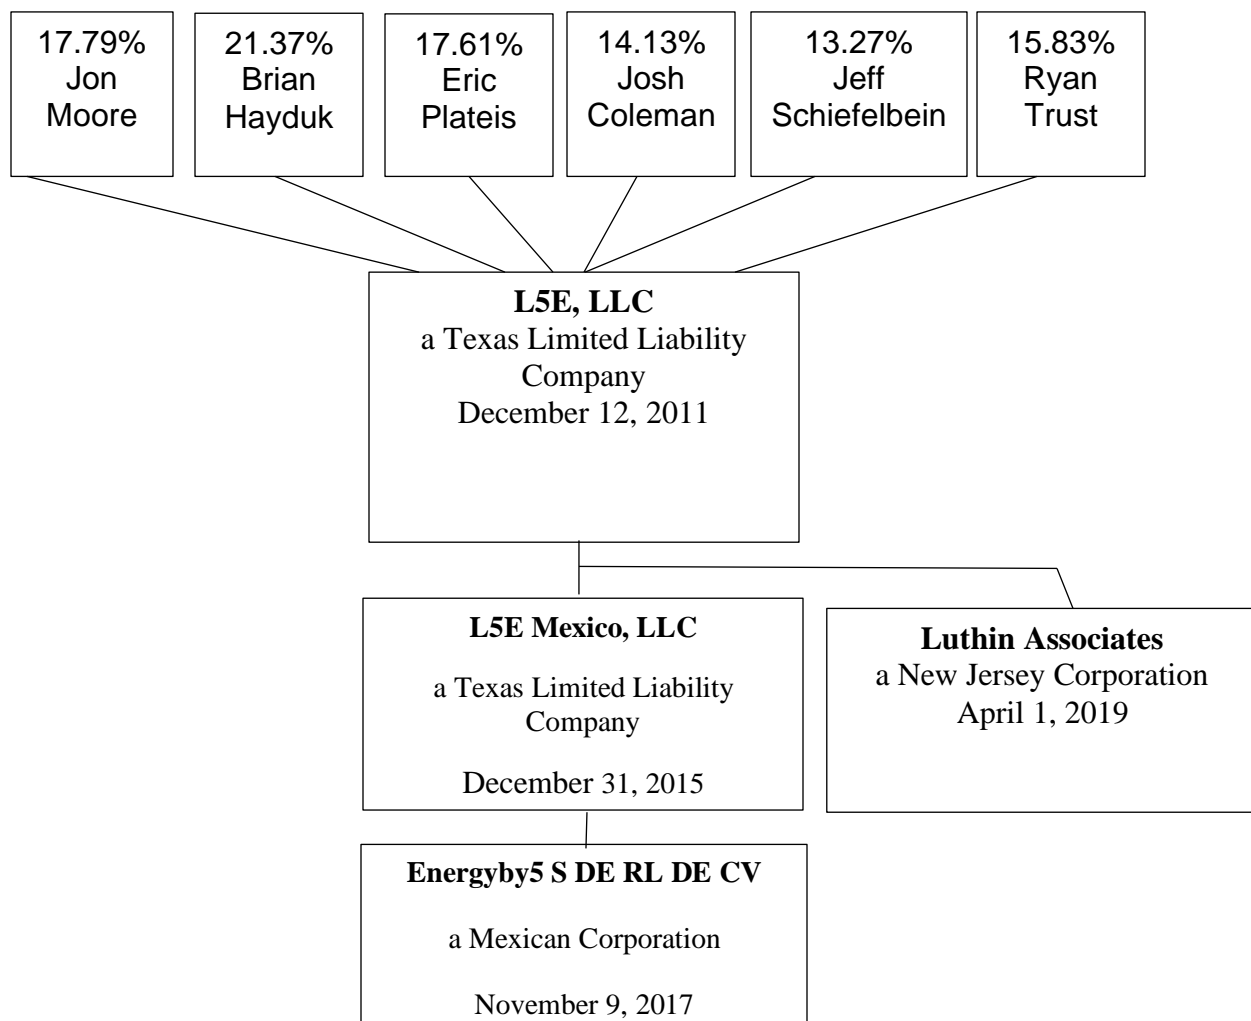 17.79%
Jon
Moore
21.37%
Brian
Hayduk
17.61%
Eric
Plateis
14.13%
Josh
Coleman
13.27%
Jeff
Schiefelbein
15.83%
Ryan
Trust
L5E, LLC
a Texas Limited Liability
Company
December 12, 2011
L5E Mexico, LLC
a Texas Limited Liability
Company
December 31, 2015
Luthin Associates
a New Jersey Corporation
April 1, 2019
Energyby5 S DE RL DE CV
a Mexican Corporation
November 9, 2017